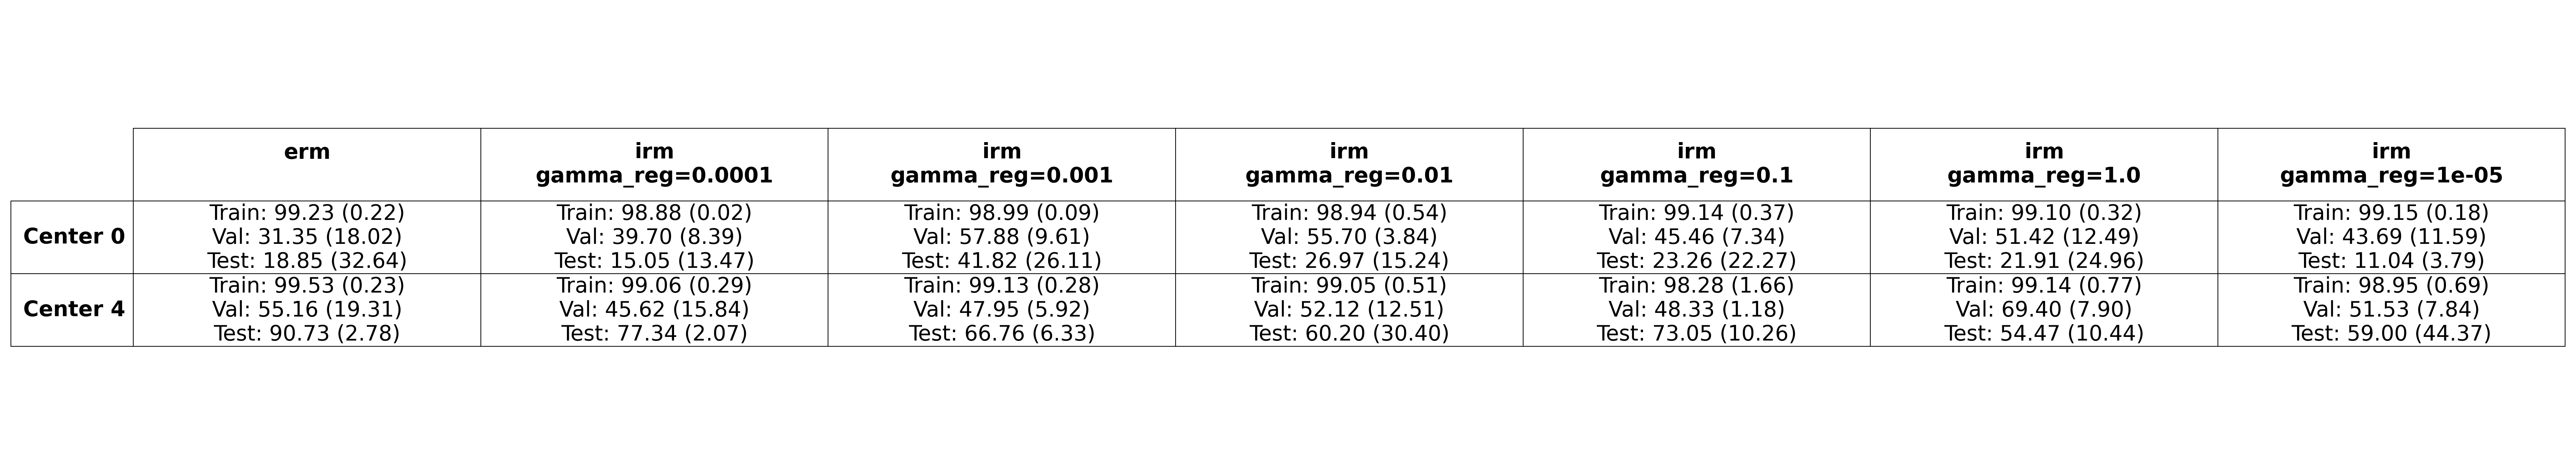 erm
irm
gamma_reg=0.0001
irm
gamma_reg=0.001
irm
gamma_reg=0.01
irm
gamma_reg=0.1
irm
gamma_reg=1.0
irm
gamma_reg=1e-05
Center 0
Train: 99.23 (0.22)
Val: 31.35 (18.02)
Test: 18.85 (32.64)
Train: 98.88 (0.02)
Val: 39.70 (8.39)
Test: 15.05 (13.47)
Train: 98.99 (0.09)
Val: 57.88 (9.61)
Test: 41.82 (26.11)
Train: 98.94 (0.54)
Val: 55.70 (3.84)
Test: 26.97 (15.24)
Train: 99.14 (0.37)
Val: 45.46 (7.34)
Test: 23.26 (22.27)
Train: 99.10 (0.32)
Val: 51.42 (12.49)
Test: 21.91 (24.96)
Train: 99.15 (0.18)
Val: 43.69 (11.59)
Test: 11.04 (3.79)
Center 4
Train: 99.53 (0.23)
Val: 55.16 (19.31)
Test: 90.73 (2.78)
Train: 99.06 (0.29)
Val: 45.62 (15.84)
Test: 77.34 (2.07)
Train: 99.13 (0.28)
Val: 47.95 (5.92)
Test: 66.76 (6.33)
Train: 99.05 (0.51)
Val: 52.12 (12.51)
Test: 60.20 (30.40)
Train: 98.28 (1.66)
Val: 48.33 (1.18)
Test: 73.05 (10.26)
Train: 99.14 (0.77)
Val: 69.40 (7.90)
Test: 54.47 (10.44)
Train: 98.95 (0.69)
Val: 51.53 (7.84)
Test: 59.00 (44.37)